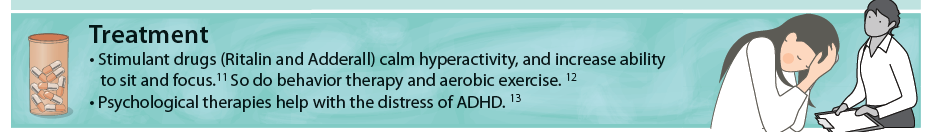 Treatment
• Stimulant drugs (Ritalin and Adderall) calm hyperactivity, and increase ability
to sit and focus.11 So do behavior therapy and aerobic exercise. 12
• Psychological therapies help with the distress of ADHD. 13